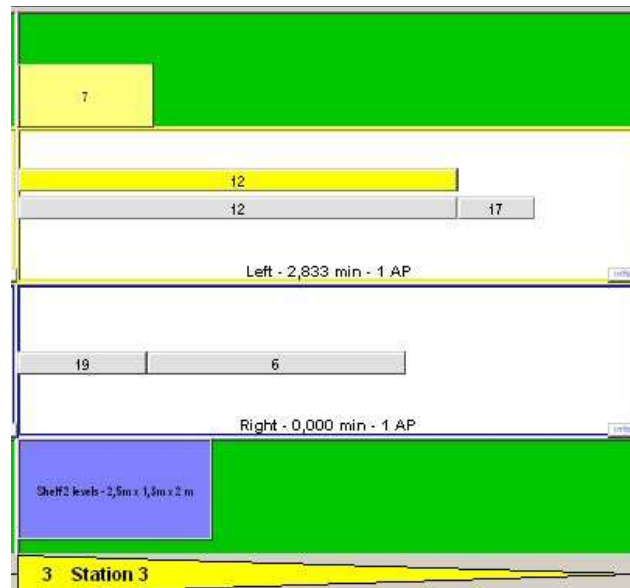 7
12
12 17
Left - 2,833 min - 1 AP
19 6
Right - 0,000 min - 1 AP
Shelf 2 levels - 2,5m x 1,3m x 2 m
3 Station 3